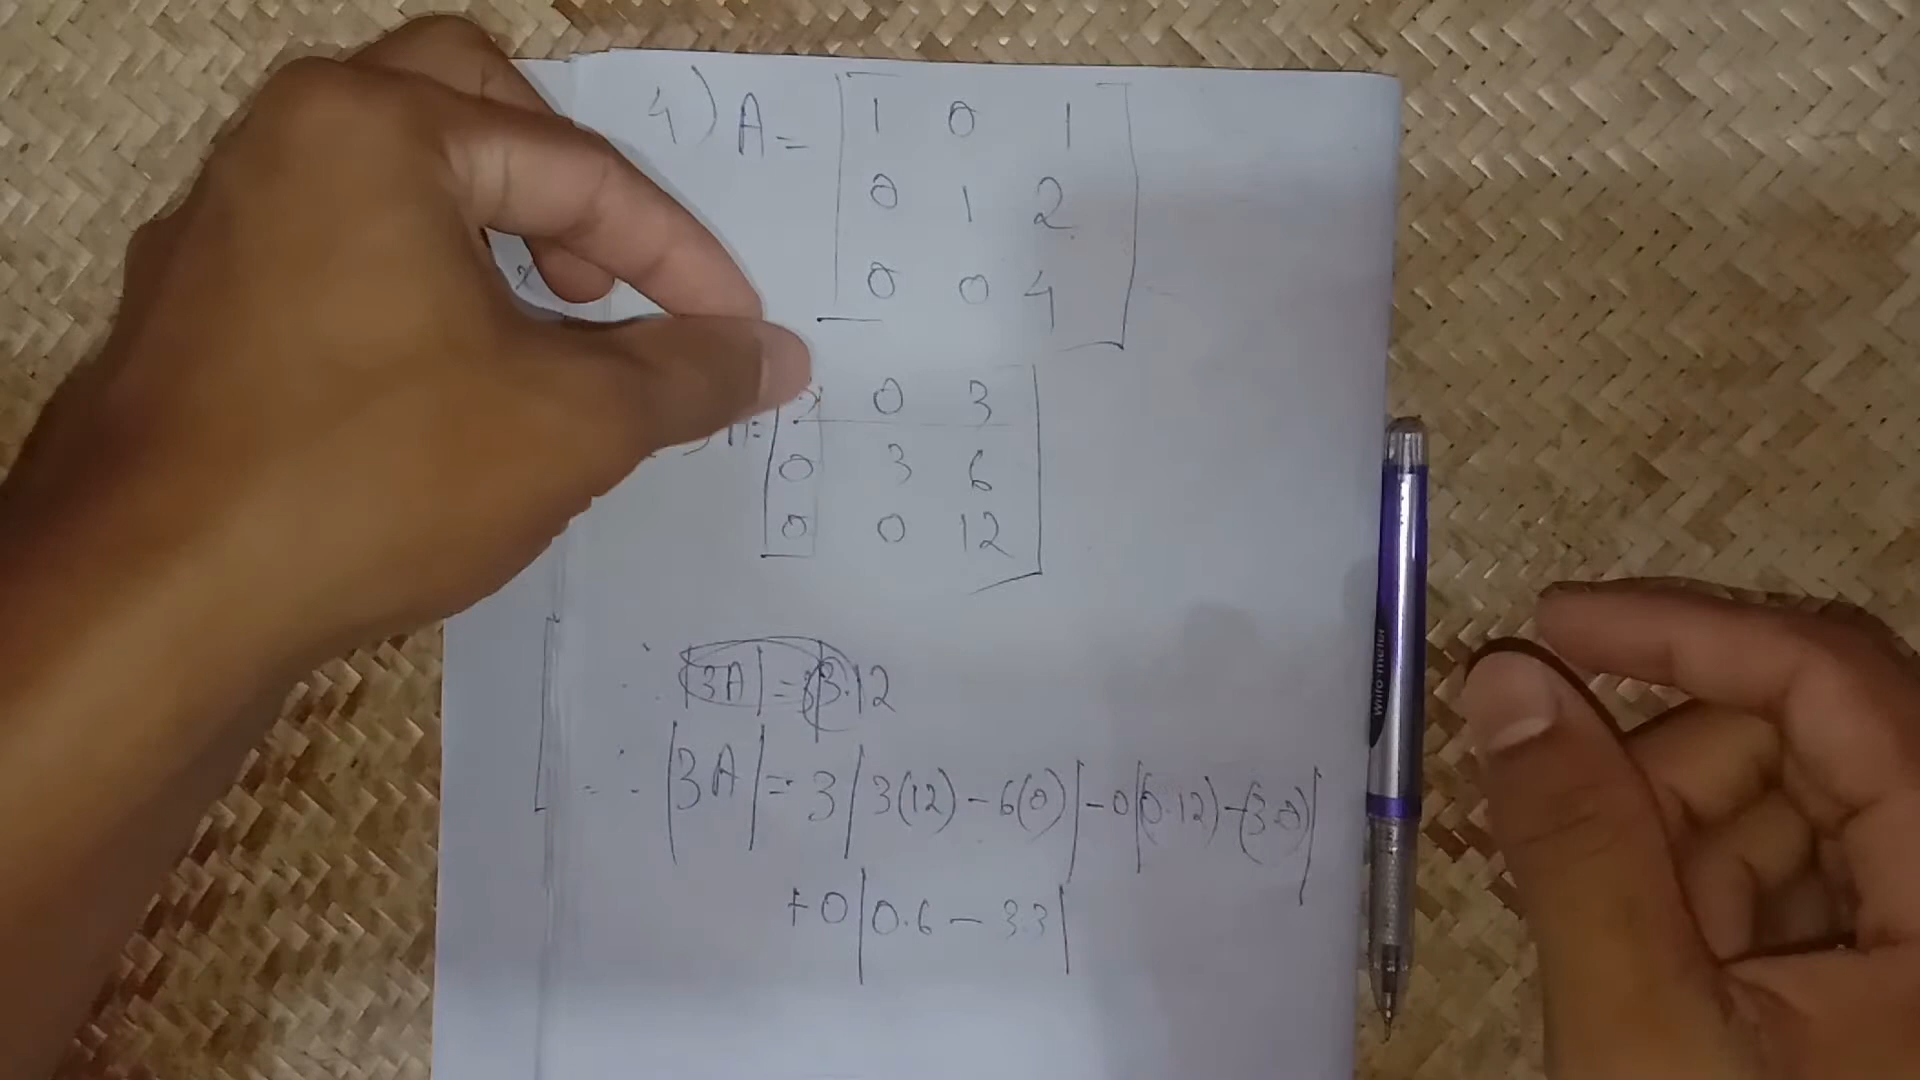 4) A= 1 0 1
0 1 2
0 0 4
A= 3 0 3
0 3 6
0 0 12
∴ |3A| = 3.12
∴ |3A| = 3 |3(12) - 6(0)| - 0 |(0.12) - (3.0)|
+ 0 |0.6 - 3.3|